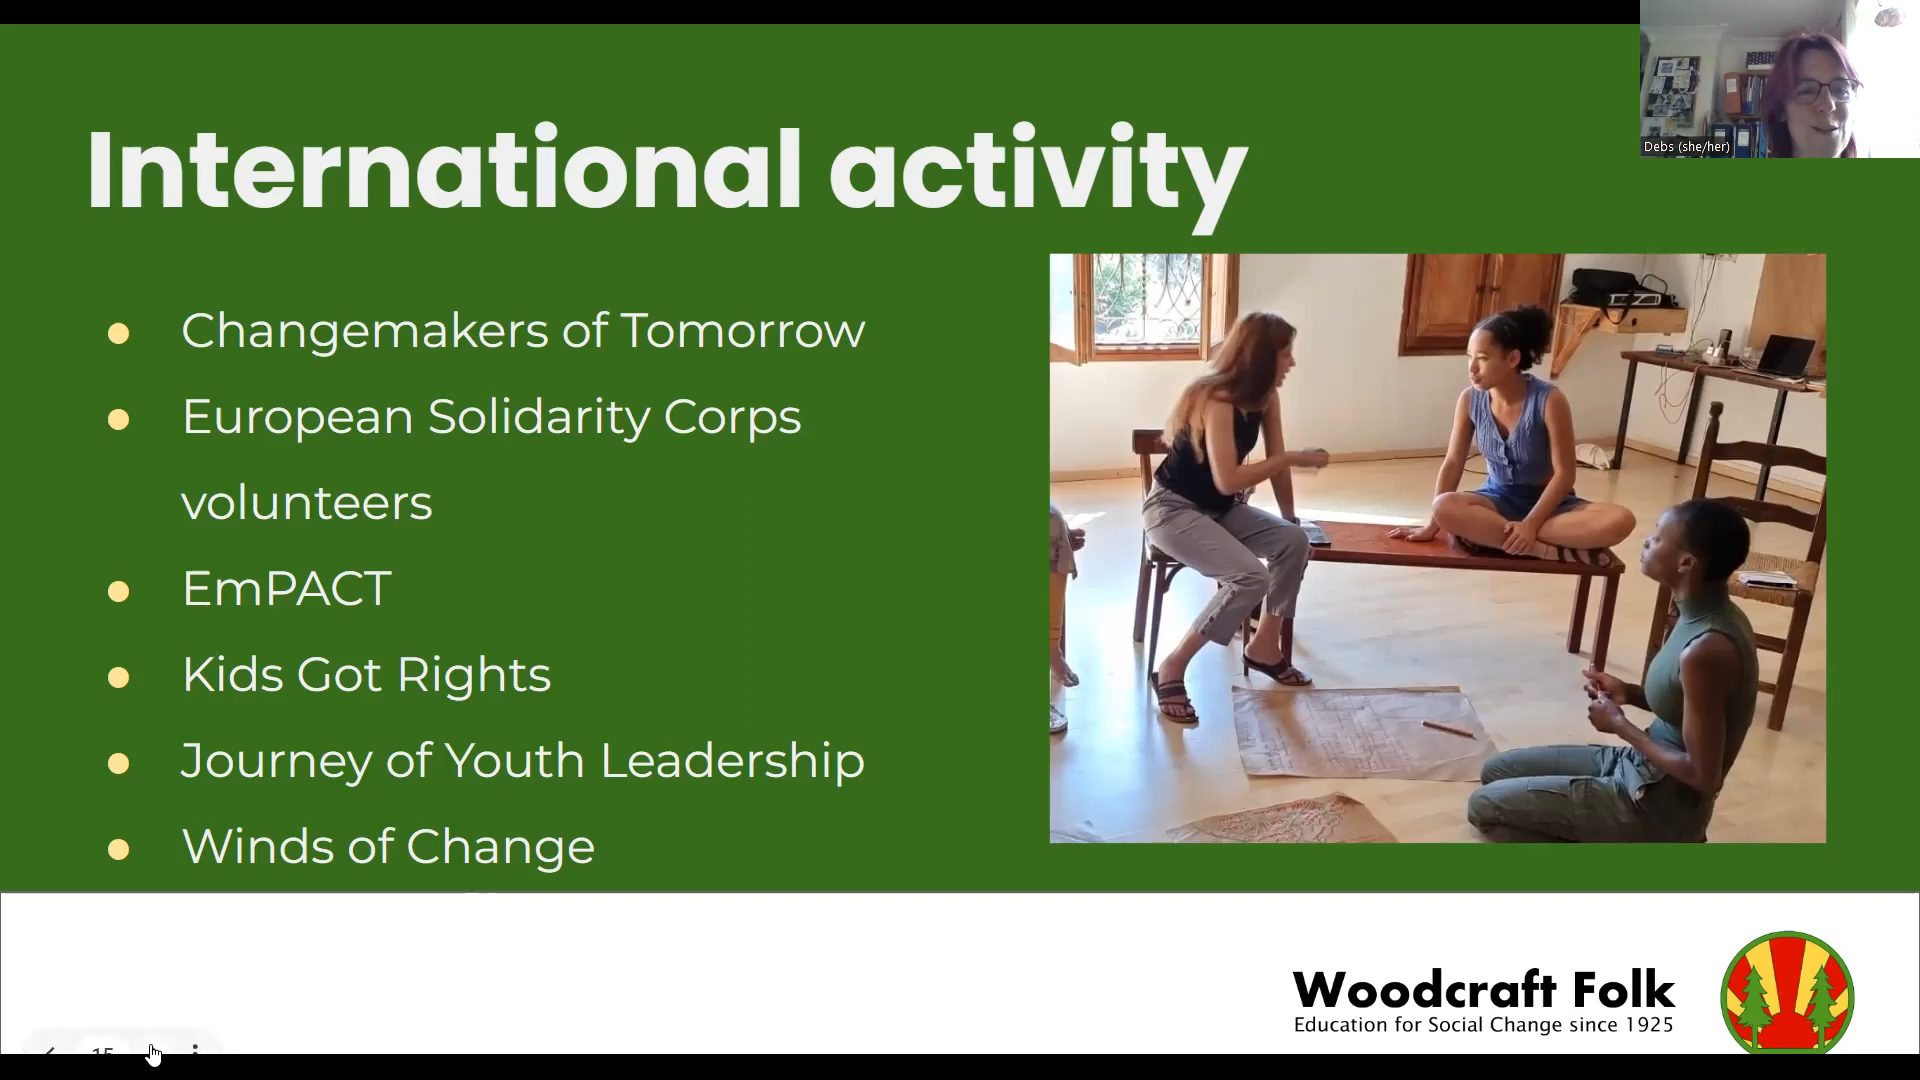 International activity
Debs (she/her)
Changemakers of Tomorrow
European Solidarity Corps
volunteers
EmPACT
Kids Got Rights
Journey of Youth Leadership
Winds of Change
Woodcraft Folk
Education for Social Change since 1925
15